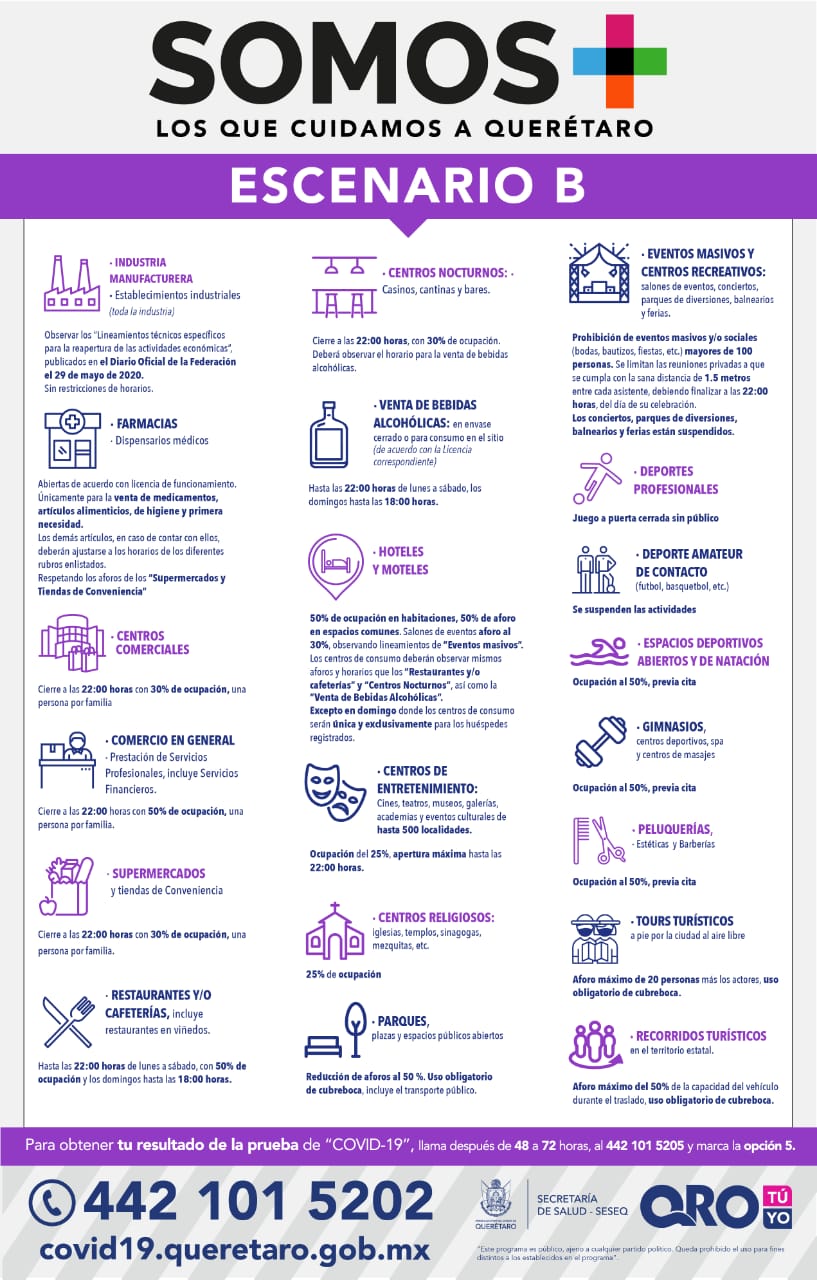 SOMOS+
LOS QUE CUIDAMOS A QUERÉTARO
ESCENARIO B
· INDUSTRIA
MANUFACTURERA
· Establecimientos industriales
(toda la industria)
Observar los "Lineamientos técnicos específicos
para la reapertura de las actividades económicas",
publicados en el Diario Oficial de la Federación
el 29 de mayo de 2020.
Sin restricciones de horarios.
· FARMACIAS
· Dispensarios médicos
Abiertas de acuerdo con licencia de funcionamiento.
Únicamente para la venta de medicamentos,
artículos alimenticios, de higiene y primera
necesidad.
Los demás artículos, en caso de contar con ellos,
deberán ajustarse a los horarios de los diferentes
rubros enlistados.
Respetando los aforos de los "Supermercados y
Tiendas de Conveniencia"
· CENTROS
COMERCIALES
Cierre a las 22:00 horas con 30% de ocupación, una
persona por familia
· COMERCIO EN GENERAL
· Prestación de Servicios
Profesionales, incluye Servicios
Financieros.
Cierre a las 22:00 horas con 50% de ocupación, una
persona por familia.
· SUPERMERCADOS
y tiendas de Conveniencia
Cierre a las 22:00 horas con 30% de ocupación, una
persona por familia.
· RESTAURANTES Y/O
CAFETERÍAS, incluye
restaurantes en viñedos.
Hasta las 22:00 horas de lunes a sábado, con 50% de
ocupación y los domingos hasta las 18:00 horas.
· CENTROS NOCTURNOS: ·
Casinos, cantinas y bares.
Cierre a las 22:00 horas, con 30% de ocupación.
Deberá observar el horario para la venta de bebidas
alcohólicas.
· VENTA DE BEBIDAS
ALCOHÓLICAS: en envase
cerrado o para consumo en el sitio
(de acuerdo con la Licencia
correspondiente)
Hasta las 22:00 horas de lunes a sábado, los
domingos hasta las 18:00 horas.
· HOTELES
Y MOTELES
50% de ocupación en habitaciones, 50% de aforo
en espacios comunes. Salones de eventos aforo al
30%, observando lineamientos de "Eventos masivos".
Los centros de consumo deberán observar mismos
aforos y horarios que los "Restaurantes y/o
cafeterías" y "Centros Nocturnos", así como la
"Venta de Bebidas Alcohólicas".
Excepto en domingo donde los centros de consumo
serán única y exclusivamente para los huéspedes
registrados.
· CENTROS DE
ENTRETENIMIENTO:
Cines, teatros, museos, galerías,
academias y eventos culturales de
hasta 500 localidades.
Ocupación del 25%, apertura máxima hasta las
22:00 horas.
· CENTROS RELIGIOSOS:
iglesias, templos, sinagogas,
mezquitas, etc.
25% de ocupación
· PARQUES,
plazas y espacios públicos abiertos
Reducción de aforos al 50 %. Uso obligatorio
de cubreboca, incluye el transporte público.
· EVENTOS MASIVOS Y
CENTROS RECREATIVOS:
salones de eventos, conciertos,
parques de diversiones, balnearios
y ferias.
Prohibición de eventos masivos y/o sociales
(bodas, bautizos, fiestas, etc.) mayores de 100
personas. Se limitan las reuniones privadas a que
se cumpla con la sana distancia de 1.5 metros
entre cada asistente, debiendo finalizar a las 22:00
horas, del día de su celebración.
Los conciertos, parques de diversiones,
balnearios y ferias están suspendidos.
· DEPORTES
PROFESIONALES
Juego a puerta cerrada sin público
· DEPORTE AMATEUR
DE CONTACTO
(futbol, basquetbol, etc.)
Se suspenden las actividades
· ESPACIOS DEPORTIVOS
ABIERTOS Y DE NATACIÓN
Ocupación al 50%, previa cita
· GIMNASIOS,
centros deportivos, spa
y centros de masajes
Ocupación al 50%, previa cita
· PELUQUERÍAS,
· Estéticas y Barberías
Ocupación al 50%, previa cita
· TOURS TURÍSTICOS
a pie por la ciudad al aire libre
Aforo máximo de 20 personas más los actores, uso
obligatorio de cubreboca.
· RECORRIDOS TURÍSTICOS
en el territorio estatal.
Aforo máximo del 50% de la capacidad del vehículo
durante el traslado, uso obligatorio de cubreboca.
Para obtener tu resultado de la prueba de "COVID-19", llama después de 48 a 72 horas, al 442 101 5205 y marca la opción 5.
442 101 5202
covid19.queretaro.gob.mx
QUERÉTARO
SECRETARÍA
DE SALUD - SESEQ
QRO TÚ
YO
"Este programa es público, ajeno a cualquier partido político. Queda prohibido el uso para fines
distintos a los establecidos en el programa".